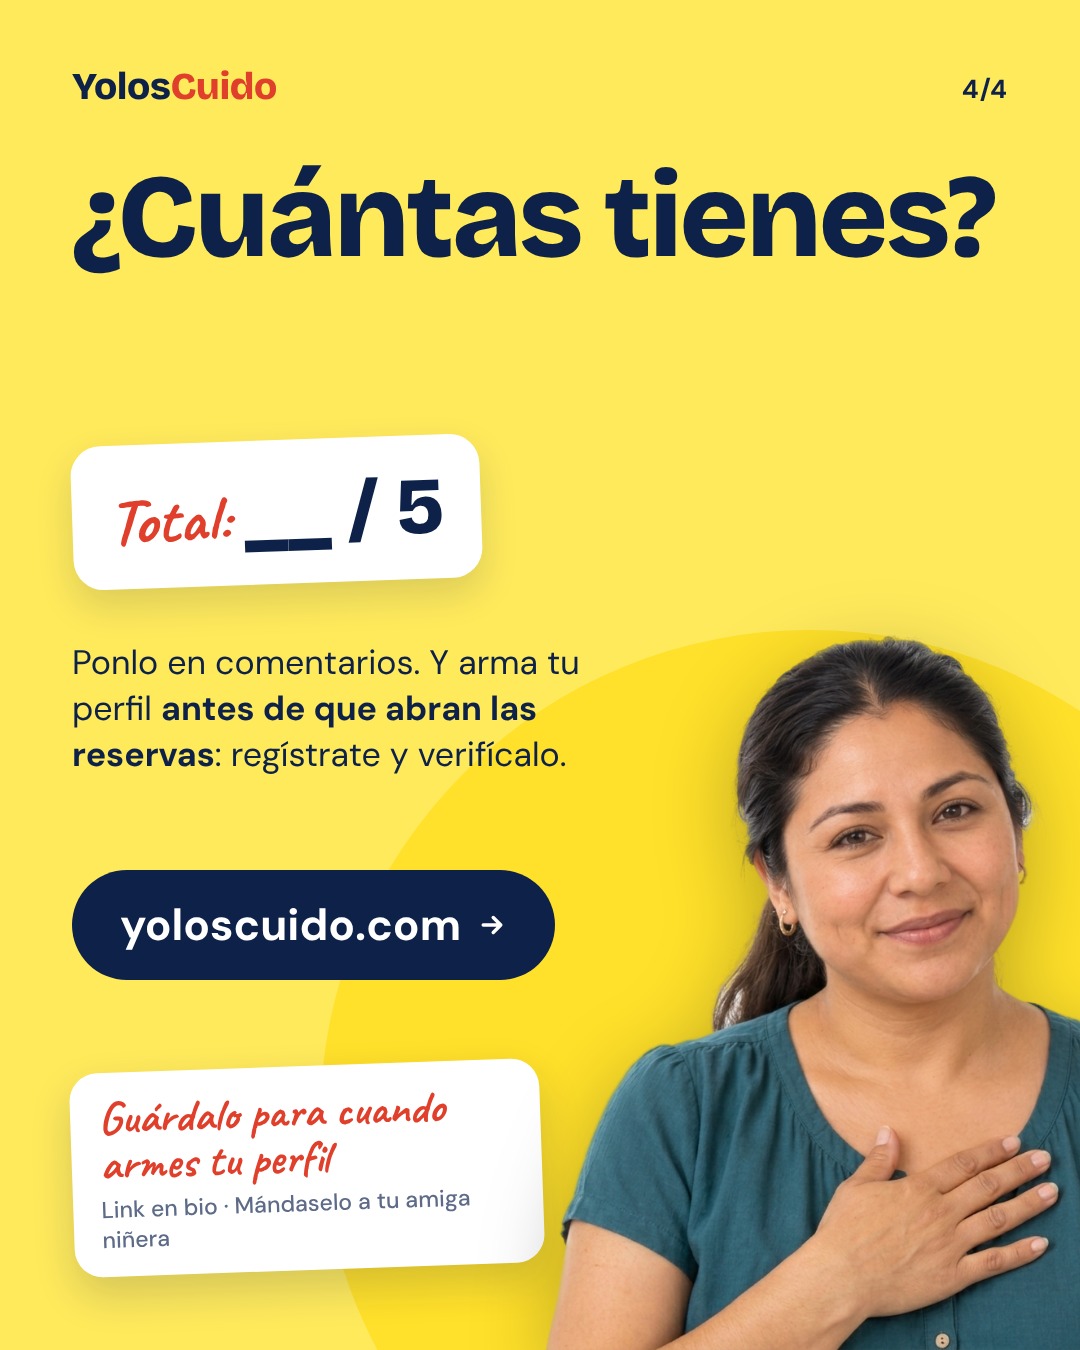 YolosCuido
4/4
¿Cuántas tienes?
Total: __ / 5
Ponlo en comentarios. Y arma tu
perfil antes de que abran las
reservas: regístrate y verifícalo.
yoloscuido.com →
Guárdalo para cuando
armes tu perfil
Link en bio · Mándaselo a tu amiga
niñera